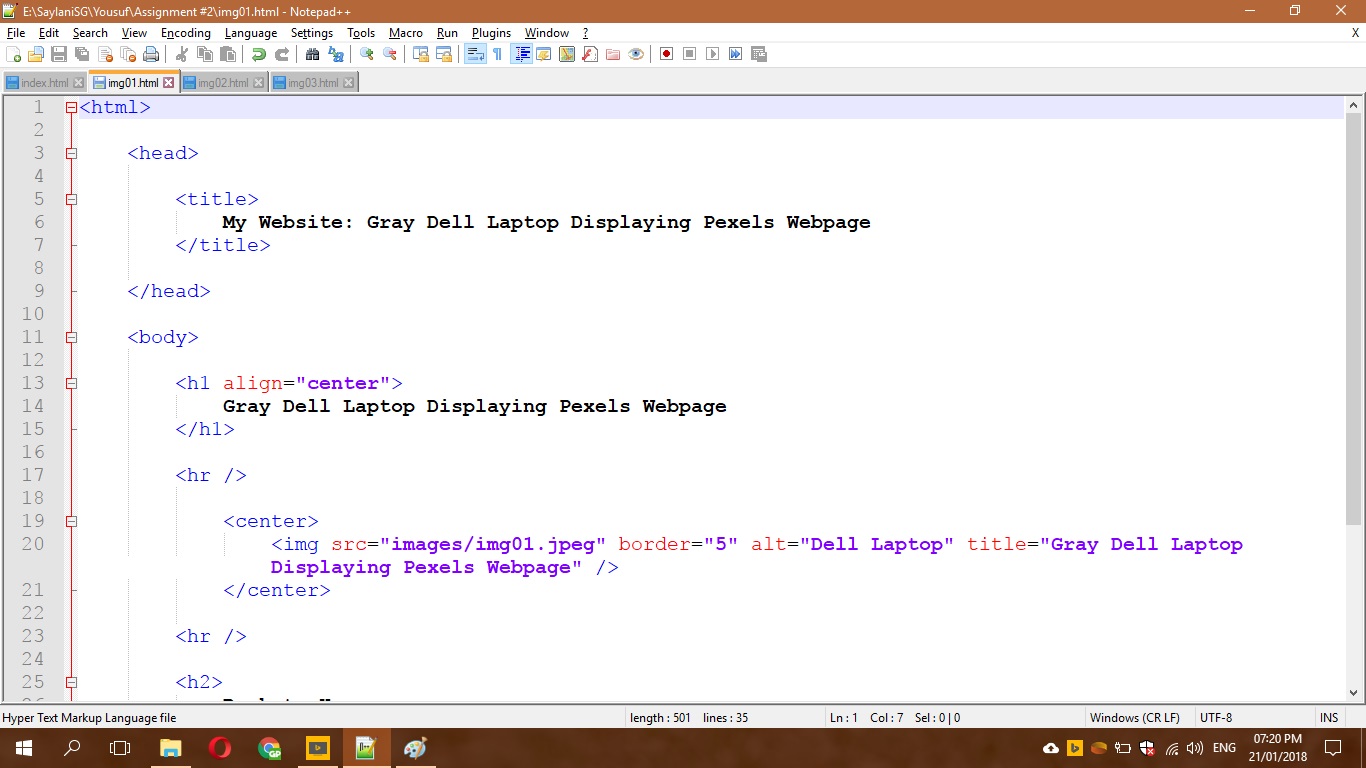 E:\SaylaniSG\Yousuf\Assignment #2\img01.html - Notepad++
File Edit Search View Encoding Language Settings Tools Macro Run Plugins Window ? X
index.html img01.html img02.html img03.html
1 <html>
2
3 <head>
4
5 <title>
6 My Website: Gray Dell Laptop Displaying Pexels Webpage
7 </title>
8
9 </head>
10
11 <body>
12
13 <h1 align="center">
14 Gray Dell Laptop Displaying Pexels Webpage
15 </h1>
16
17 <hr />
18
19 <center>
20 <img src="images/img01.jpeg" border="5" alt="Dell Laptop" title="Gray Dell Laptop
Displaying Pexels Webpage" />
21 </center>
22
23 <hr />
24
25 <h2>
Hyper Text Markup Language file length : 501 lines : 35 Ln : 1 Col : 7 Sel : 0 | 0 Windows (CR LF) UTF-8 INS
ENG 07:20 PM
21/01/2018